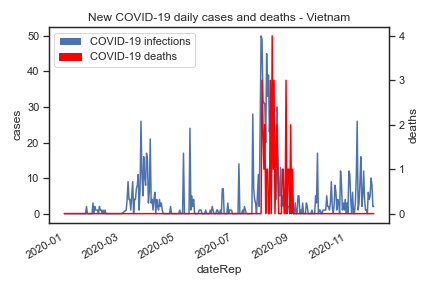 New COVID-19 daily cases and deaths - Vietnam
COVID-19 infections
COVID-19 deaths
50
40
30
20
10
0
cases
4
3
2
1
0
deaths
2020-01
2020-03
2020-05
2020-07
2020-09
2020-11
dateRep